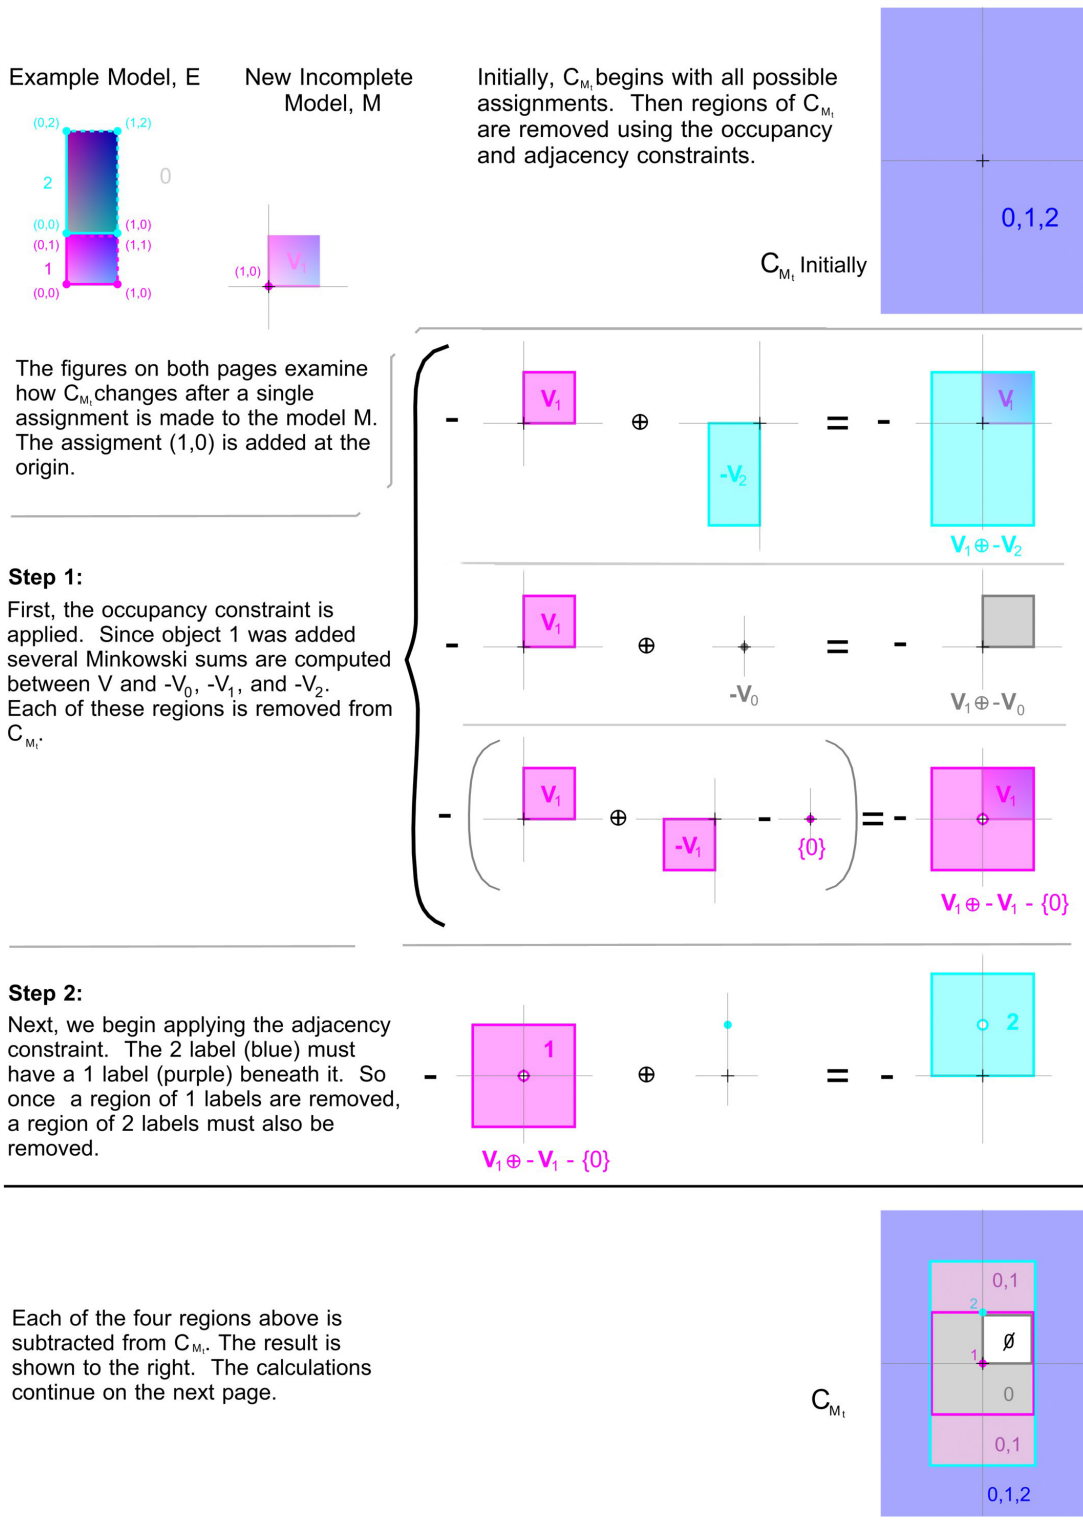 Example Model, E
New Incomplete
Model, M
Initially, C_Mt begins with all possible
assignments.  Then regions of C_Mt
are removed using the occupancy
and adjacency constraints.
(0,2)
(1,2)
2
0
(0,0)
(1,0)
(0,1)
(1,1)
1
(0,0)
(1,0)
(1,0)
V₁
0,1,2
C_Mt Initially
The figures on both pages examine
how C_Mt changes after a single
assignment is made to the model M.
The assigment (1,0) is added at the
origin.
- V₁ ⊕ -V₂ = - V₁
V₁ ⊕ -V₂
Step 1:
First, the occupancy constraint is
applied.  Since object 1 was added
several Minkowski sums are computed
between V and -V₀, -V₁, and -V₂.
Each of these regions is removed from
C_Mt.
- V₁ ⊕ = -
-V₀
V₁ ⊕ -V₀
- ( V₁ ⊕ -V₁ - {0} ) = - V₁
V₁ ⊕ - V₁ - {0}
Step 2:
Next, we begin applying the adjacency
constraint.  The 2 label (blue) must
have a 1 label (purple) beneath it.  So
once  a region of 1 labels are removed,
a region of 2 labels must also be
removed.
- 1 ⊕ = - 2
V₁ ⊕ - V₁ - {0}
Each of the four regions above is
subtracted from C_Mt. The result is
shown to the right.  The calculations
continue on the next page.
C_Mt
0,1
2
1
∅
0
0,1
0,1,2